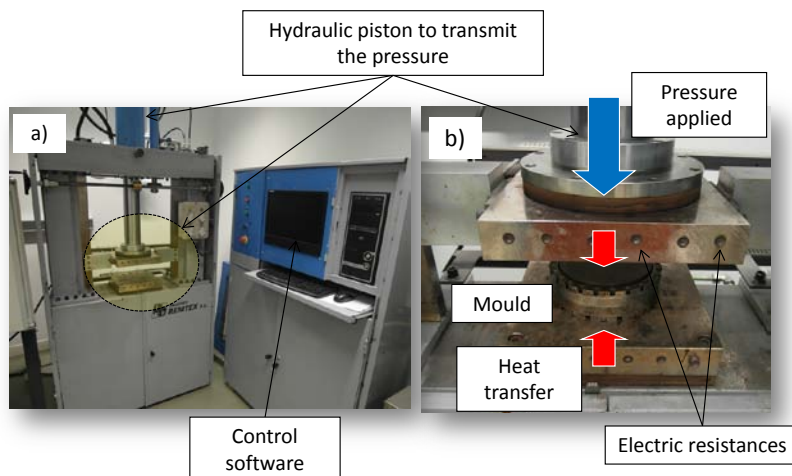 Hydraulic piston to transmit
the pressure
a)
b)
Pressure
applied
Mould
Heat
transfer
Control
software
Electric resistances